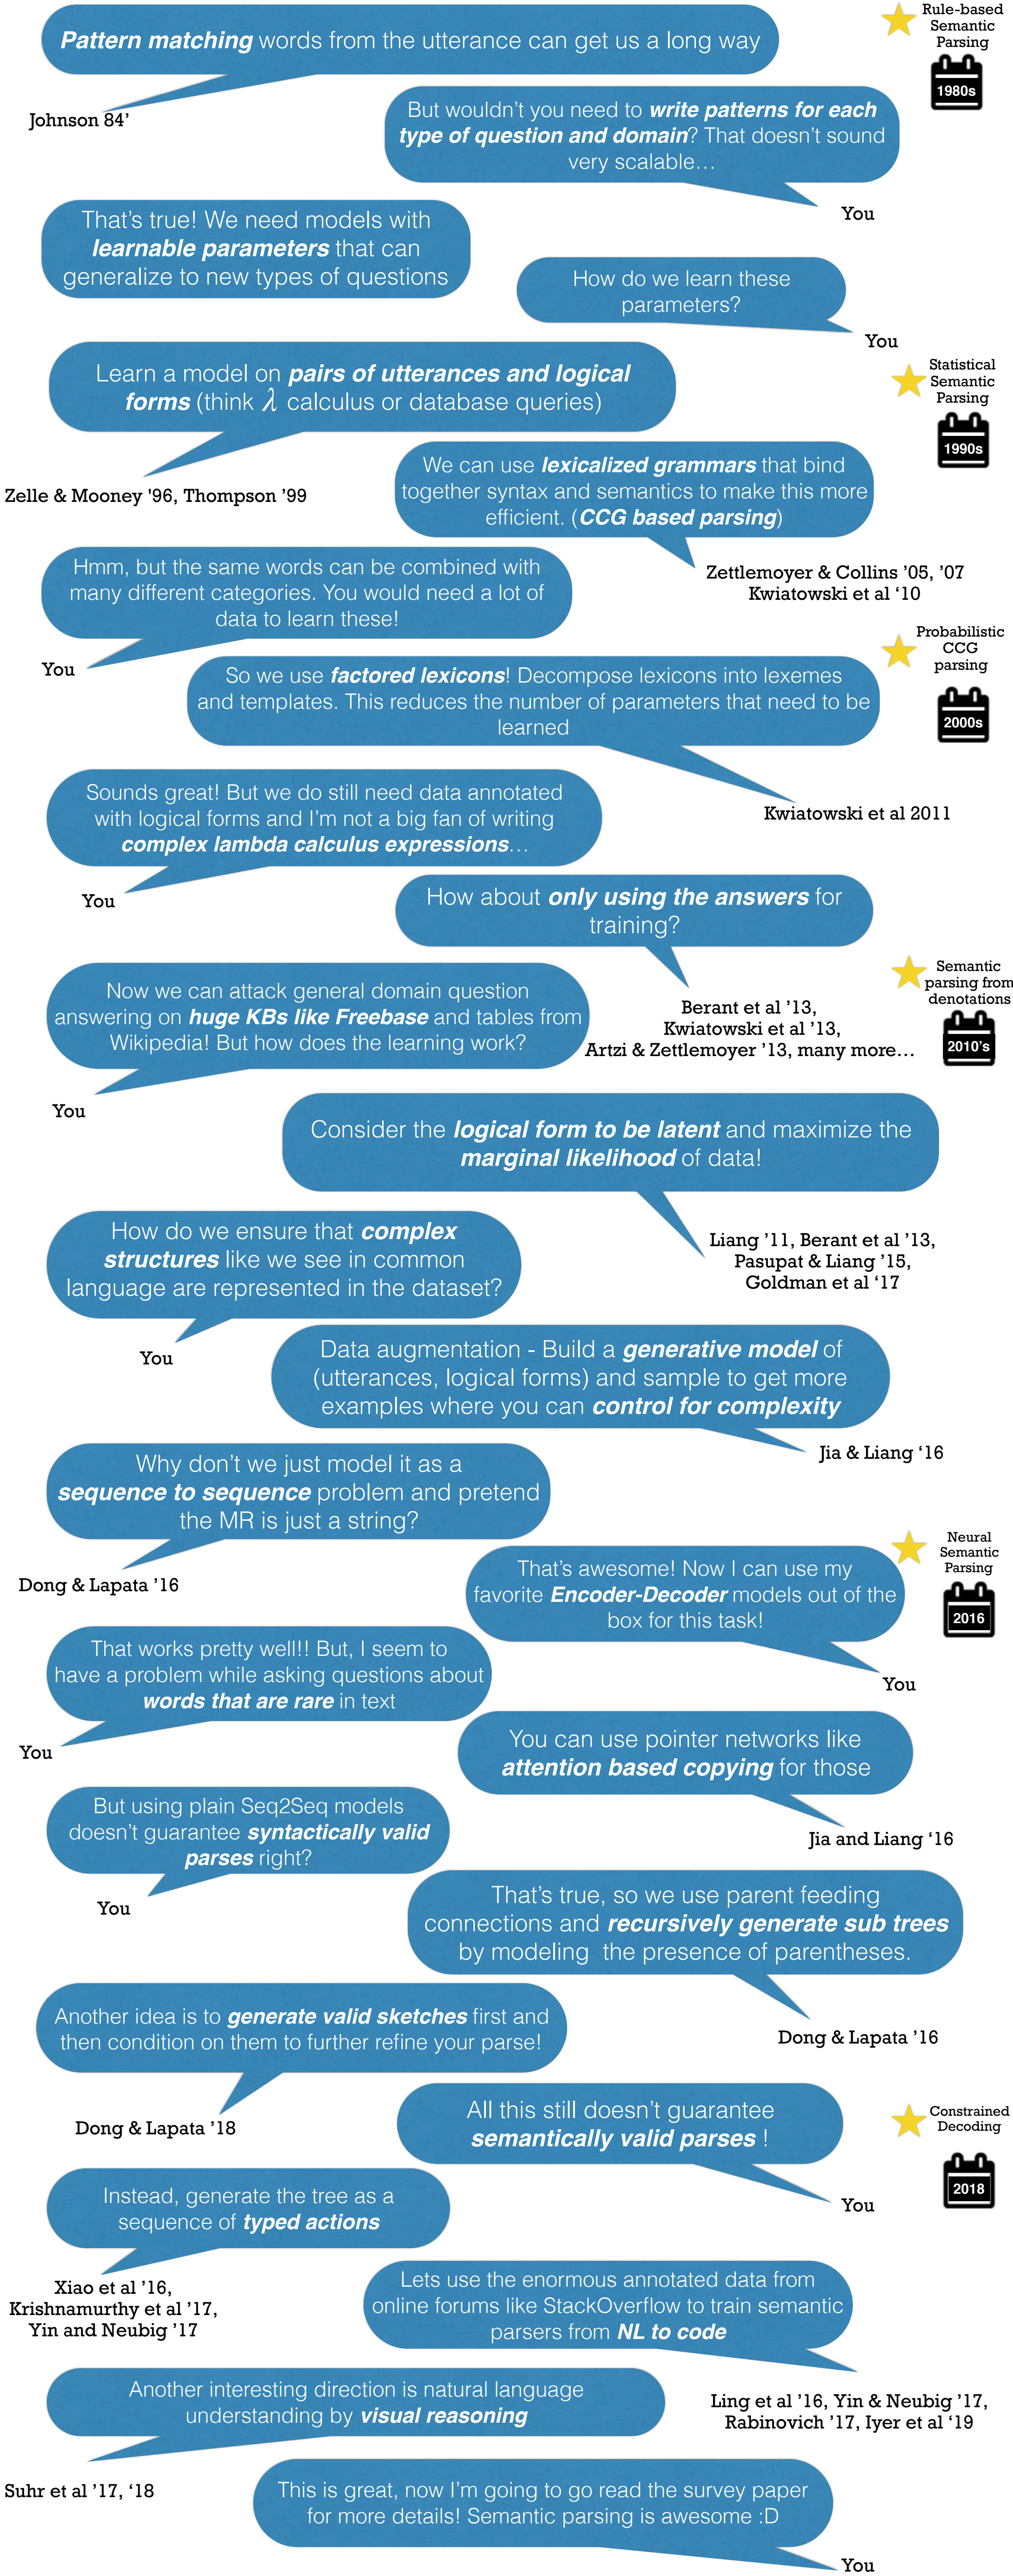 Pattern matching words from the utterance can get us a long way
Rule-based
Semantic
Parsing
1980s
Johnson 84’
But wouldn’t you need to write patterns for each
type of question and domain? That doesn’t sound
very scalable…
You
That’s true! We need models with
learnable parameters that can
generalize to new types of questions
How do we learn these
parameters?
You
Learn a model on pairs of utterances and logical
forms (think λ calculus or database queries)
Statistical
Semantic
Parsing
1990s
Zelle & Mooney '96, Thompson ’99
We can use lexicalized grammars that bind
together syntax and semantics to make this more
efficient. (CCG based parsing)
Zettlemoyer & Collins ’05, ’07
Kwiatowski et al ‘10
Hmm, but the same words can be combined with
many different categories. You would need a lot of
data to learn these!
You
Probabilistic
CCG
parsing
2000s
So we use factored lexicons! Decompose lexicons into lexemes
and templates. This reduces the number of parameters that need to be
learned
Kwiatowski et al 2011
Sounds great! But we do still need data annotated
with logical forms and I’m not a big fan of writing
complex lambda calculus expressions…
You
How about only using the answers for
training?
Berant et al ’13,
Kwiatowski et al ’13,
Artzi & Zettlemoyer ’13, many more…
Semantic
parsing from
denotations
2010’s
Now we can attack general domain question
answering on huge KBs like Freebase and tables from
Wikipedia! But how does the learning work?
You
Consider the logical form to be latent and maximize the
marginal likelihood of data!
Liang ’11, Berant et al ’13,
Pasupat & Liang ’15,
Goldman et al ‘17
How do we ensure that complex
structures like we see in common
language are represented in the dataset?
You
Data augmentation - Build a generative model of
(utterances, logical forms) and sample to get more
examples where you can control for complexity
Jia & Liang ‘16
Why don’t we just model it as a
sequence to sequence problem and pretend
the MR is just a string?
Dong & Lapata ’16
Neural
Semantic
Parsing
2016
That’s awesome! Now I can use my
favorite Encoder-Decoder models out of the
box for this task!
You
That works pretty well!! But, I seem to
have a problem while asking questions about
words that are rare in text
You
You can use pointer networks like
attention based copying for those
Jia and Liang ‘16
But using plain Seq2Seq models
doesn’t guarantee syntactically valid
parses right?
You
That’s true, so we use parent feeding
connections and recursively generate sub trees
by modeling the presence of parentheses.
Dong & Lapata ’16
Another idea is to generate valid sketches first and
then condition on them to further refine your parse!
Dong & Lapata ’18
All this still doesn’t guarantee
semantically valid parses !
You
Constrained
Decoding
2018
Instead, generate the tree as a
sequence of typed actions
Xiao et al ’16,
Krishnamurthy et al ’17,
Yin and Neubig ’17
Lets use the enormous annotated data from
online forums like StackOverflow to train semantic
parsers from NL to code
Ling et al ’16, Yin & Neubig ’17,
Rabinovich ’17, Iyer et al ‘19
Another interesting direction is natural language
understanding by visual reasoning
Suhr et al ’17, ‘18
This is great, now I’m going to go read the survey paper
for more details! Semantic parsing is awesome :D
You